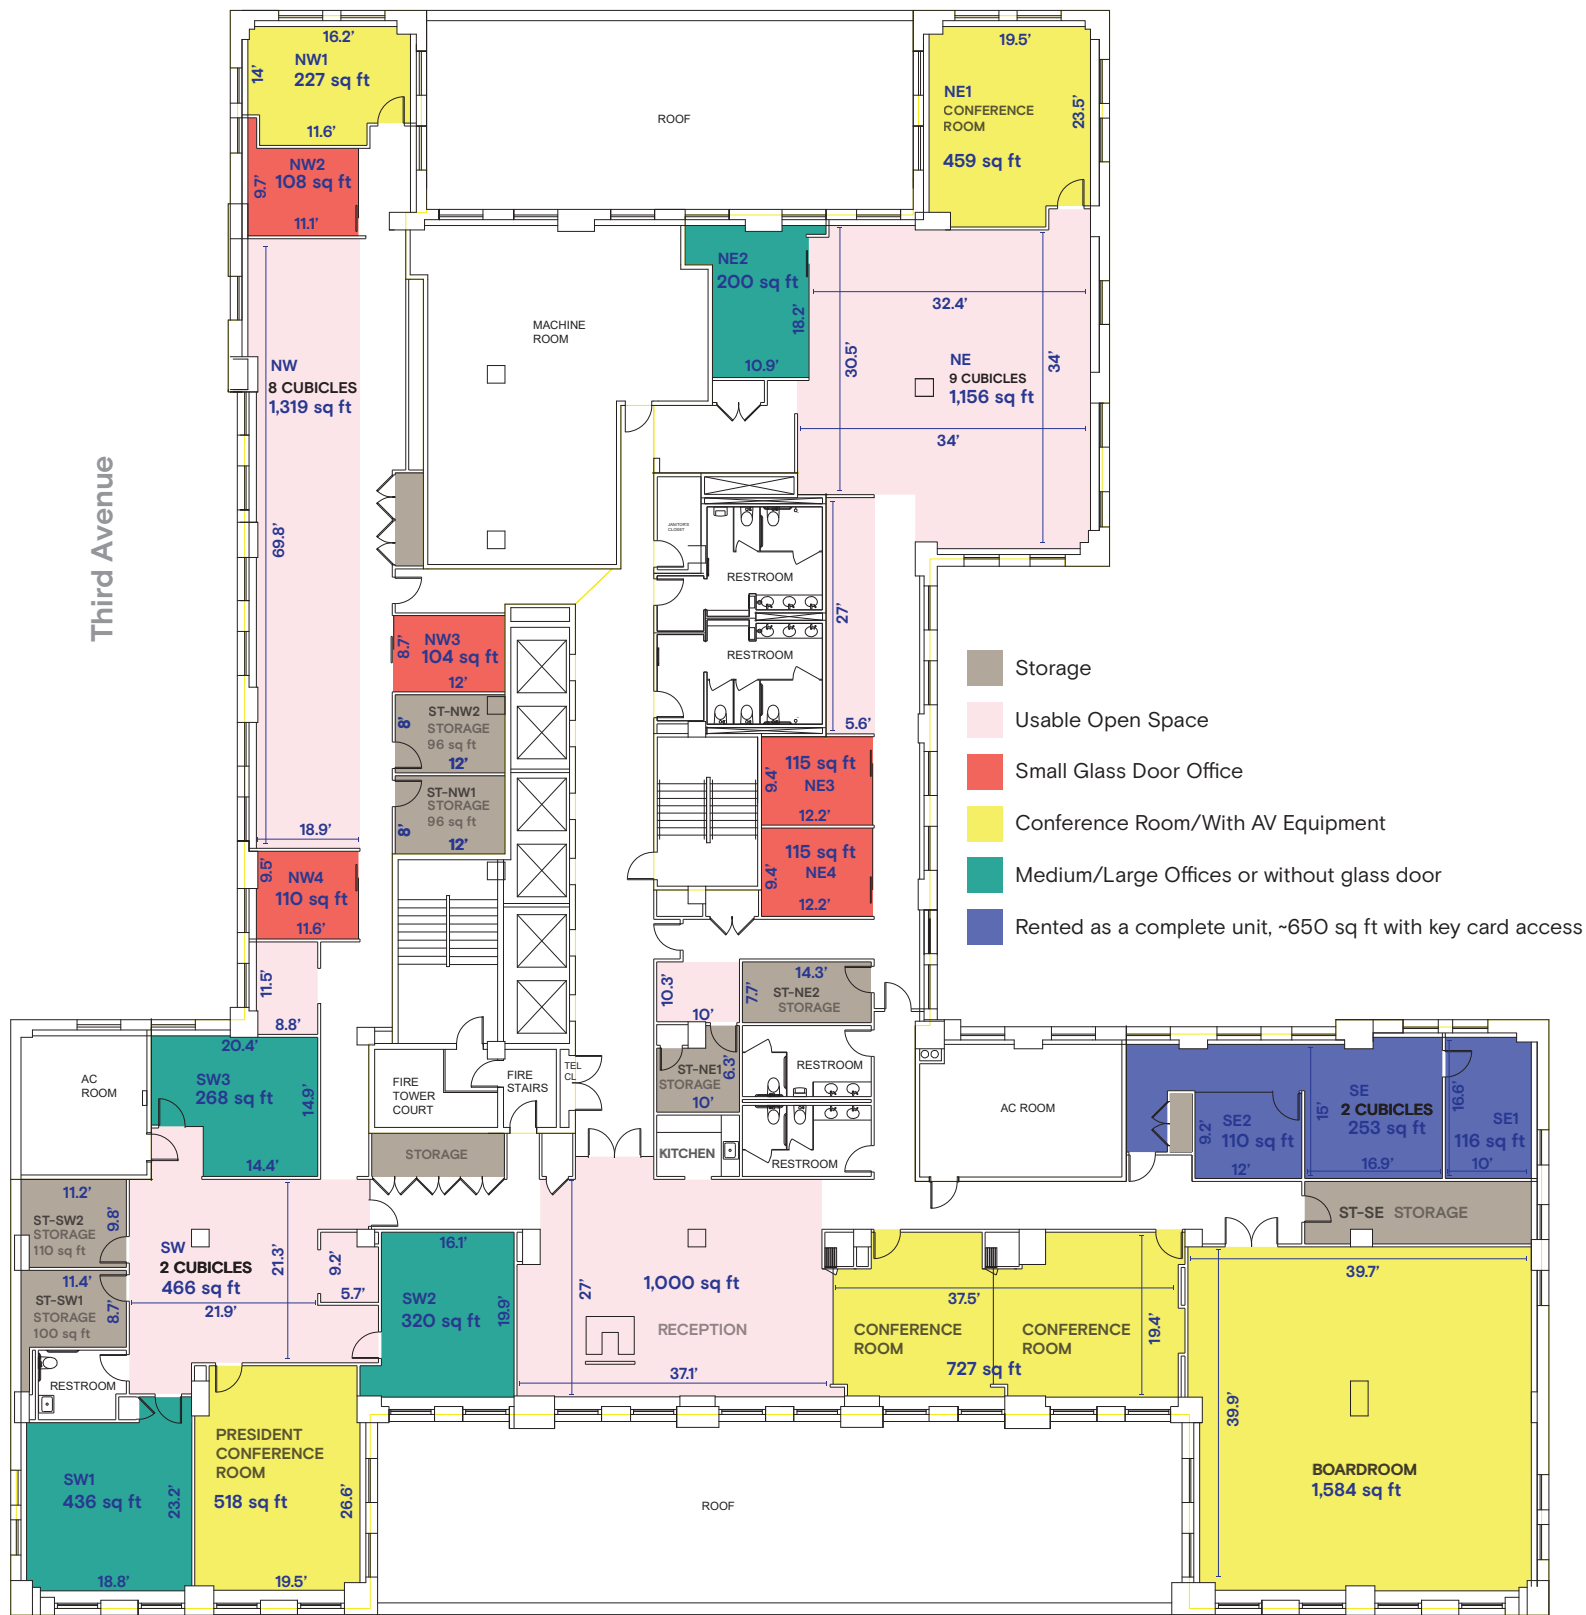 16.2’
NW1
227 sq ft
14’
11.6’
NW2
108 sq ft
9.7’
11.1’
ROOF
19.5’
NE1
CONFERENCE
ROOM
459 sq ft
23.5’
NE2
200 sq ft
18.2’
10.9’
32.4’
30.5’
34’
NE
9 CUBICLES
1,156 sq ft
34’
MACHINE
ROOM
NW
8 CUBICLES
1,319 sq ft
69.8’
18.9’
Third Avenue
JANITOR'S
CLOSET
RESTROOM
RESTROOM
27’
5.6’
NW3
104 sq ft
8.7’
12’
ST-NW2
STORAGE
96 sq ft
8’
12’
ST-NW1
STORAGE
96 sq ft
8’
12’
115 sq ft
NE3
9.4’
12.2’
115 sq ft
NE4
9.4’
12.2’
Storage
Usable Open Space
Small Glass Door Office
Conference Room/With AV Equipment
Medium/Large Offices or without glass door
Rented as a complete unit, ~650 sq ft with key card access
9.5’
NW4
110 sq ft
11.6’
11.5’
8.8’
10.3’
10’
14.3’
7.7’
ST-NE2
STORAGE
20.4’
SW3
268 sq ft
14.9’
14.4’
AC
ROOM
FIRE
TOWER
COURT
FIRE
STAIRS
TEL
CL
ST-NE1
STORAGE
6.3’
10’
RESTROOM
KITCHEN
RESTROOM
STORAGE
AC ROOM
SE2
110 sq ft
9.2’
12’
15’
SE
2 CUBICLES
253 sq ft
16.9’
16.6’
SE1
116 sq ft
10’
ST-SE STORAGE
11.2’
ST-SW2
STORAGE
110 sq ft
9.8’
11.4’
ST-SW1
STORAGE
100 sq ft
8.7’
SW
2 CUBICLES
466 sq ft
21.3’
21.9’
9.2’
5.7’
16.1’
SW2
320 sq ft
19.9’
27’
1,000 sq ft
RECEPTION
37.1’
37.5’
CONFERENCE
ROOM
CONFERENCE
ROOM
727 sq ft
19.4’
39.7’
39.9’
BOARDROOM
1,584 sq ft
RESTROOM
SW1
436 sq ft
23.2’
18.8’
PRESIDENT
CONFERENCE
ROOM
518 sq ft
26.6’
19.5’
ROOF